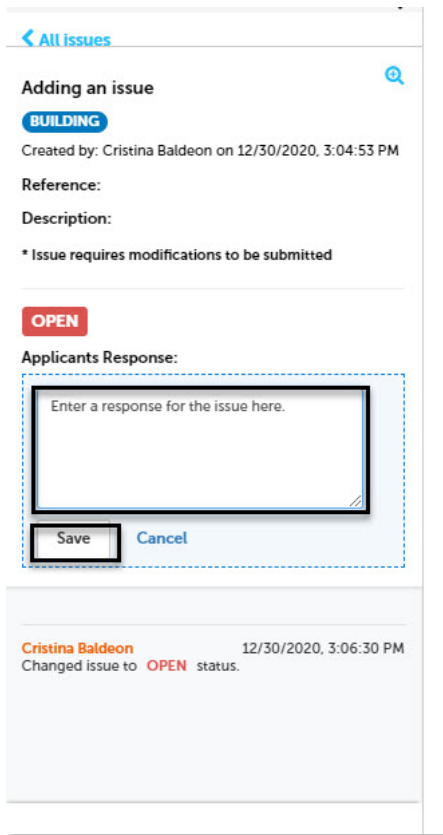 All issues
Adding an issue
BUILDING
Created by: Cristina Baldeon on 12/30/2020, 3:04:53 PM
Reference:
Description:
* Issue requires modifications to be submitted
OPEN
Applicants Response:
Enter a response for the issue here.
Save Cancel
Cristina Baldeon 12/30/2020, 3:06:30 PM
Changed issue to OPEN status.